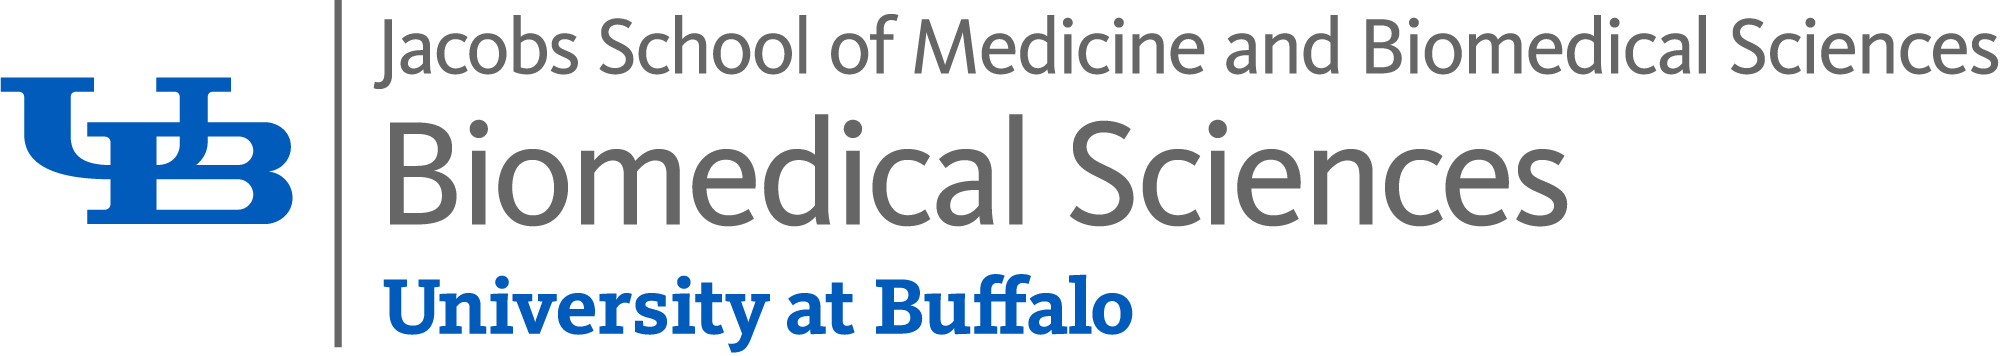 UB
Jacobs School of Medicine and Biomedical Sciences
Biomedical Sciences
University at Buffalo